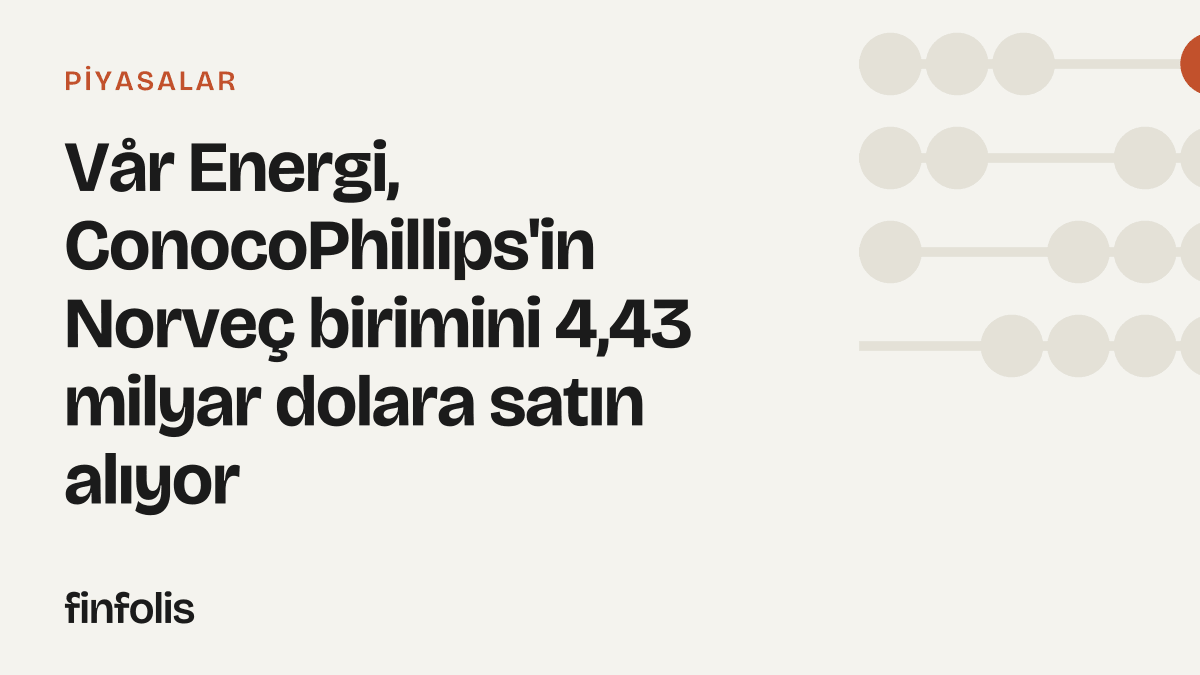 PİYASALAR
Vår Energi,
ConocoPhillips'in
Norveç birimini 4,43
milyar dolara satın
alıyor
finfolis